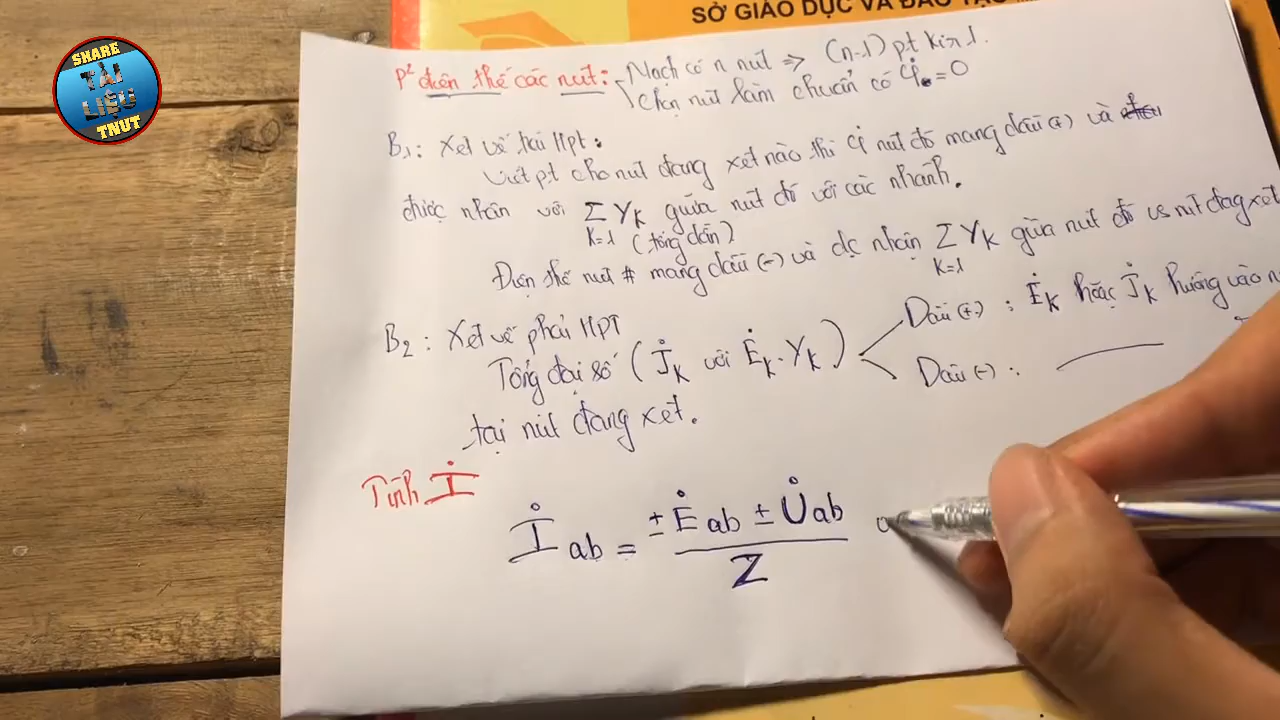 SHARE
TÀI
LIỆU
TNUT
SỞ GIÁO DỤC VÀ ĐÀO TẠO
P² điện thế các nút: Mạch có n nút => (n-1) pt Kir 1.
chọn nút làm chuẩn có φ̇ = 0
B₁: Xét vế trái HPT:
Viết pt cho nút đang xét nào thì φ̇ nút đó mang dấu (+) và
được nhân với Σ Yₖ giữa nút đó với các nhánh.
K=1 (tổng dẫn)
Điện thế nút # mang dấu (-) và đc nhân Σ Yₖ giữa nút đó vs nút đang xét
K=1
B₂: Xét vế phải HPT
Tổng đại số (J̇ₖ với Ėₖ.Yₖ)
Dấu (+): Ėₖ hoặc J̇ₖ hướng vào
Dấu (-):
tại nút đang xét.
Tính İ
İab = ±Ėab ± U̇ab
Z